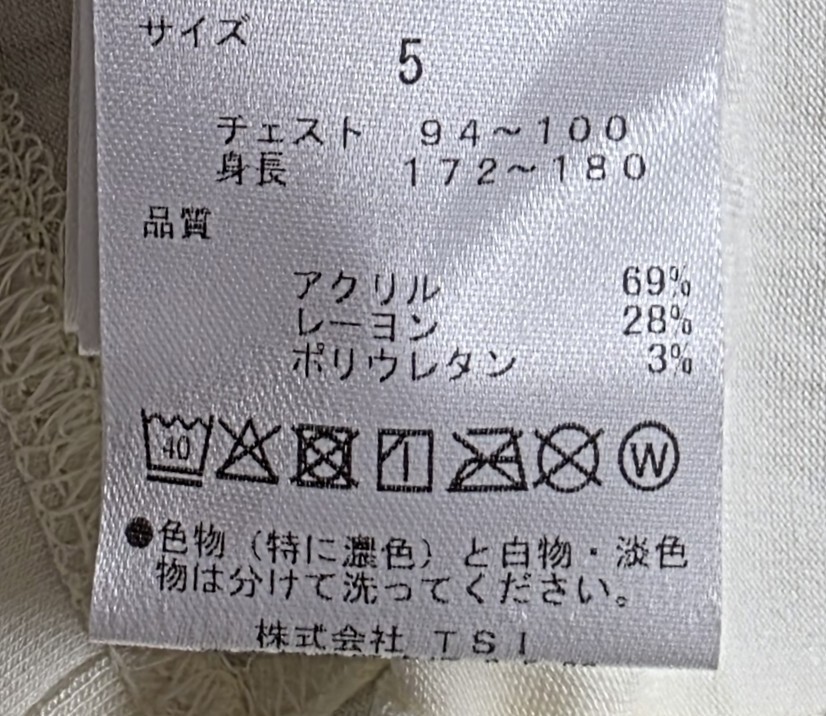 サイズ
5
チェスト 94~100
身長 172~180
品質
アクリル 69%
レーヨン 28%
ポリウレタン 3%
40 W
●色物（特に濃色）と白物・淡色
物は分けて洗ってください。
株式会社 TSI